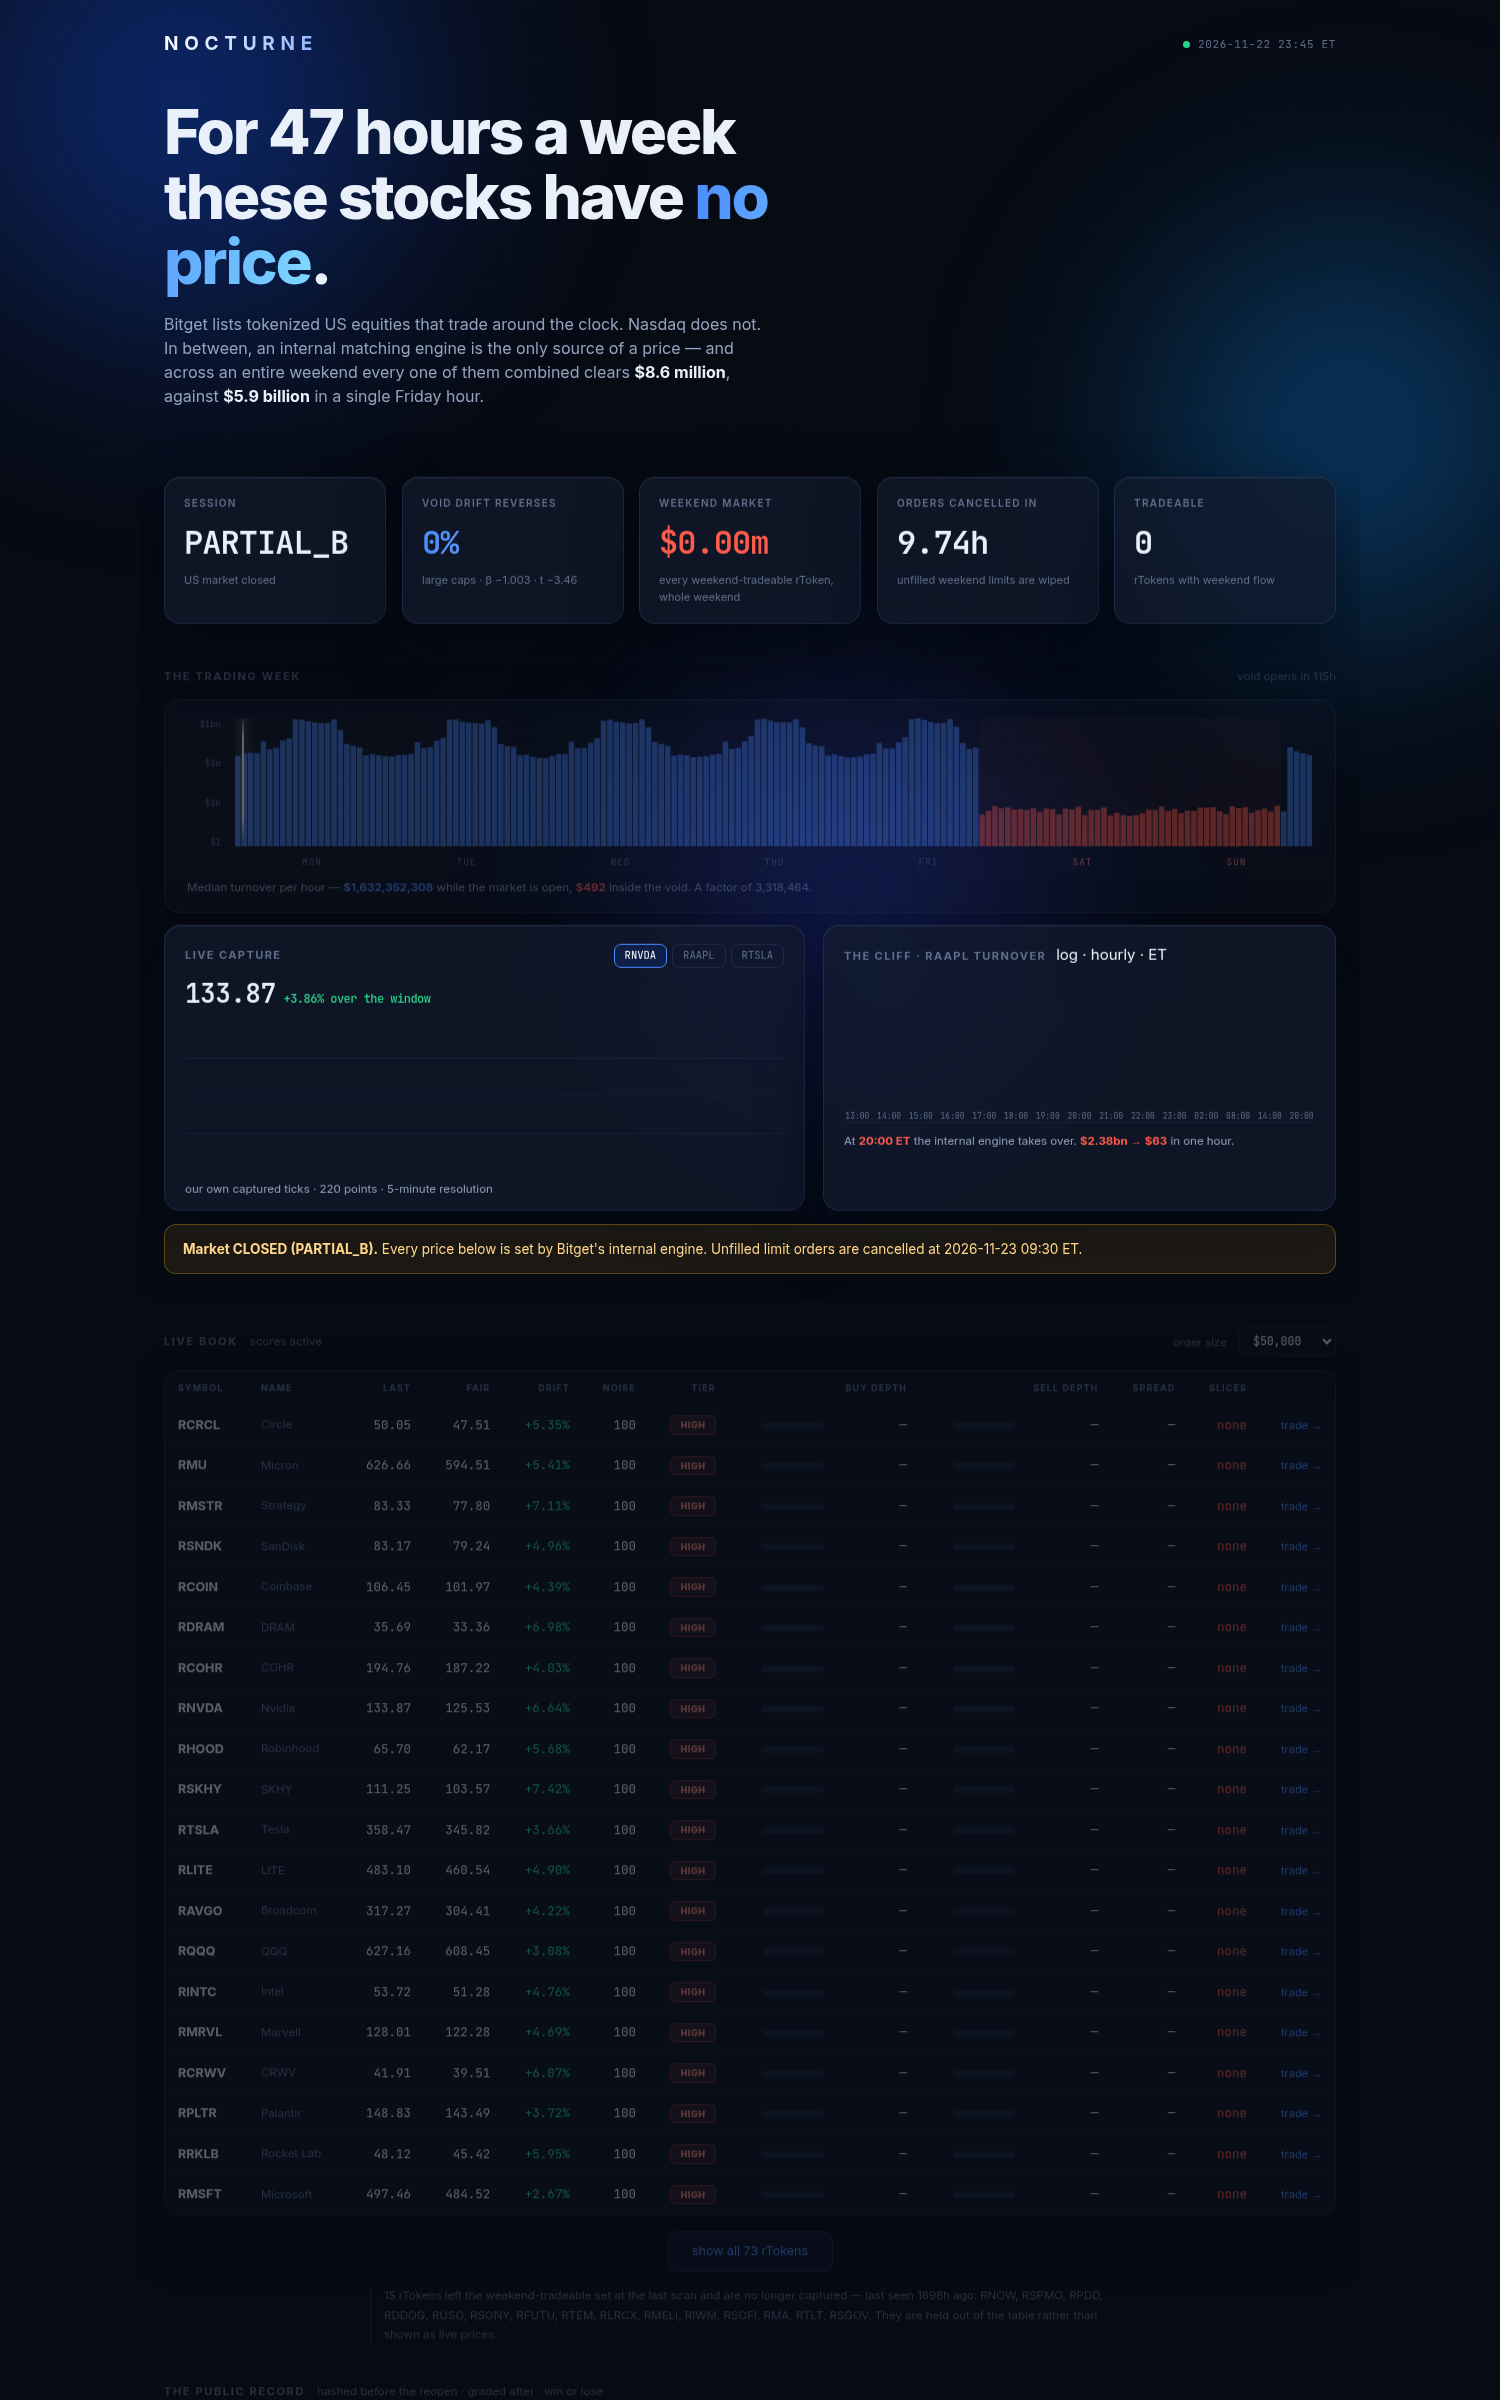 NOCTURNE
2026-11-22 23:45 ET
For 47 hours a week
these stocks have no
price.
Bitget lists tokenized US equities that trade around the clock. Nasdaq does not.
In between, an internal matching engine is the only source of a price — and
across an entire weekend every one of them combined clears $8.6 million,
against $5.9 billion in a single Friday hour.
SESSION
PARTIAL_B
US market closed
VOID DRIFT REVERSES
0%
large caps · β −1.003 · t −3.46
WEEKEND MARKET
$0.00m
every weekend-tradeable rToken,
whole weekend
ORDERS CANCELLED IN
9.74h
unfilled weekend limits are wiped
TRADEABLE
0
rTokens with weekend flow
THE TRADING WEEK
void opens in 115h
$1bn
$1m
$1k
$1
MON TUE WED THU FRI SAT SUN
Median turnover per hour — $1,632,352,308 while the market is open, $492 inside the void. A factor of 3,318,464.
LIVE CAPTURE
RNVDA RAAPL RTSLA
133.87 +3.86% over the window
our own captured ticks · 220 points · 5-minute resolution
THE CLIFF · RAAPL TURNOVER log · hourly · ET
13:00 14:00 15:00 16:00 17:00 18:00 19:00 20:00 21:00 22:00 23:00 02:00 08:00 14:00 20:00
At 20:00 ET the internal engine takes over. $2.38bn → $63 in one hour.
Market CLOSED (PARTIAL_B). Every price below is set by Bitget's internal engine. Unfilled limit orders are cancelled at 2026-11-23 09:30 ET.
LIVE BOOK scores active
order size $50,000
SYMBOL NAME LAST FAIR DRIFT NOISE TIER BUY DEPTH SELL DEPTH SPREAD SLICES
RCRCL Circle 50.05 47.51 +5.35% 100 HIGH — — — none trade →
RMU Micron 626.66 594.51 +5.41% 100 HIGH — — — none trade →
RMSTR Strategy 83.33 77.80 +7.11% 100 HIGH — — — none trade →
RSNDK SanDisk 83.17 79.24 +4.96% 100 HIGH — — — none trade →
RCOIN Coinbase 106.45 101.97 +4.39% 100 HIGH — — — none trade →
RDRAM DRAM 35.69 33.36 +6.98% 100 HIGH — — — none trade →
RCOHR COHR 194.76 187.22 +4.03% 100 HIGH — — — none trade →
RNVDA Nvidia 133.87 125.53 +6.64% 100 HIGH — — — none trade →
RHOOD Robinhood 65.70 62.17 +5.68% 100 HIGH — — — none trade →
RSKHY SKHY 111.25 103.57 +7.42% 100 HIGH — — — none trade →
RTSLA Tesla 358.47 345.82 +3.66% 100 HIGH — — — none trade →
RLITE LITE 483.10 460.54 +4.90% 100 HIGH — — — none trade →
RAVGO Broadcom 317.27 304.41 +4.22% 100 HIGH — — — none trade →
RQQQ QQQ 627.16 608.45 +3.08% 100 HIGH — — — none trade →
RINTC Intel 53.72 51.28 +4.76% 100 HIGH — — — none trade →
RMRVL Marvell 128.01 122.28 +4.69% 100 HIGH — — — none trade →
RCRWV CRWV 41.91 39.51 +6.07% 100 HIGH — — — none trade →
RPLTR Palantir 148.83 143.49 +3.72% 100 HIGH — — — none trade →
RRKLB Rocket Lab 48.12 45.42 +5.95% 100 HIGH — — — none trade →
RMSFT Microsoft 497.46 484.52 +2.67% 100 HIGH — — — none trade →
show all 73 rTokens
15 rTokens left the weekend-tradeable set at the last scan and are no longer captured — last seen 1698h ago: RNOW, RSPMO, RPDD,
RDDOG, RUSO, RSONY, RFUTU, RTEM, RLRCX, RMELI, RIWM, RSOFI, RMA, RTLT, RSGOV. They are held out of the table rather than
shown as live prices.
THE PUBLIC RECORD hashed before the reopen · graded after · win or lose